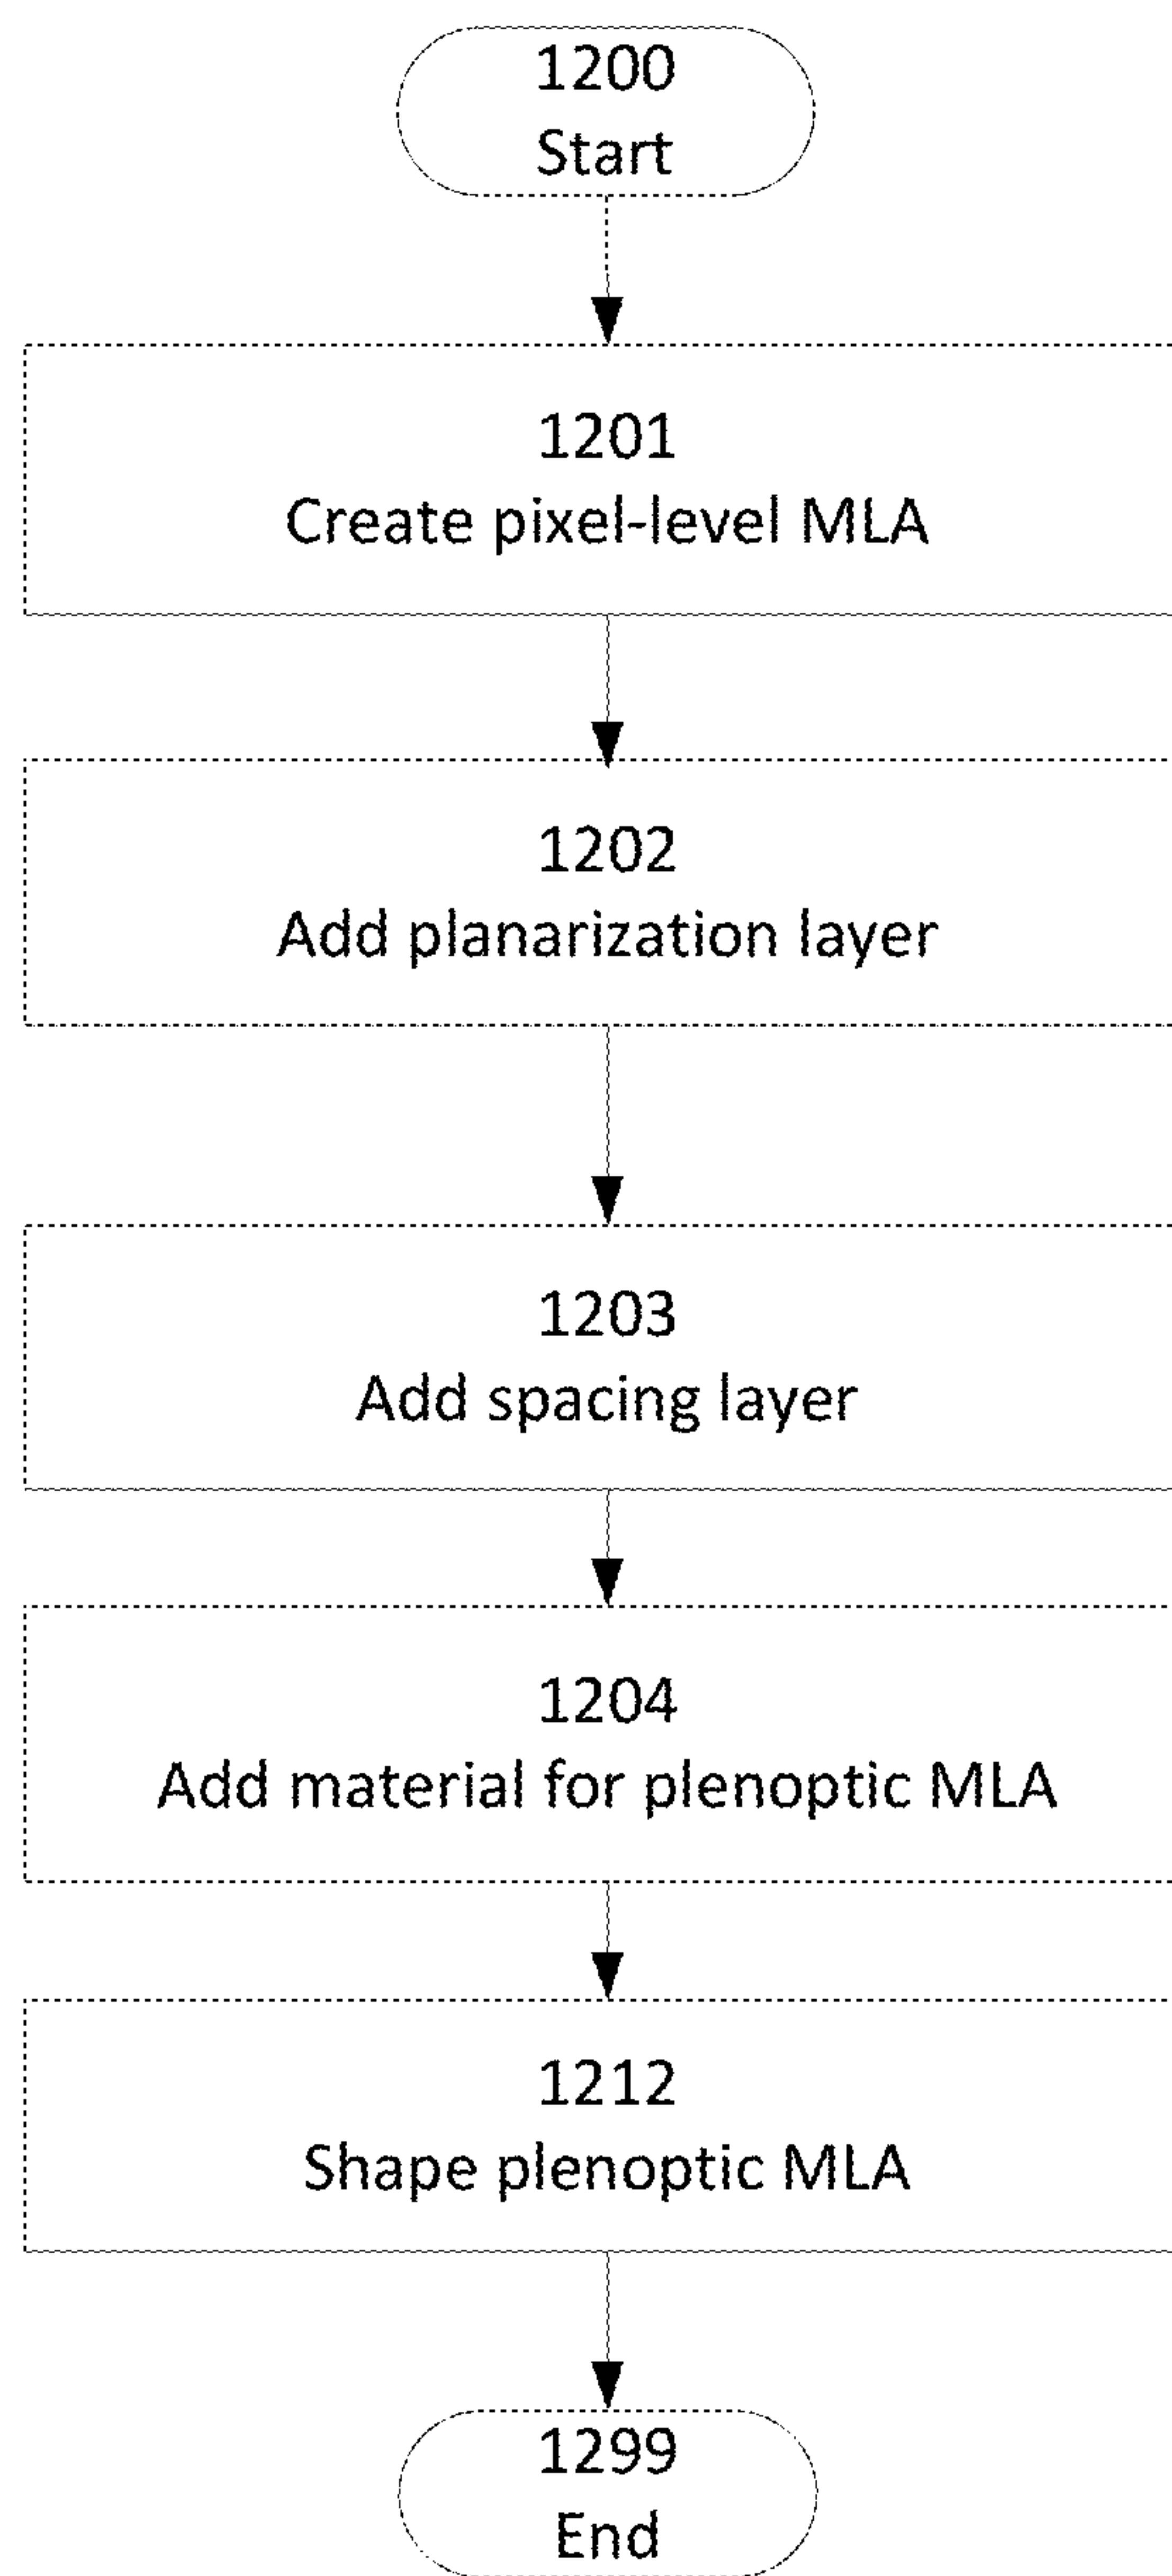 1200
Start
1201
Create pixel-level MLA
1202
Add planarization layer
1203
Add spacing layer
1204
Add material for plenoptic MLA
1212
Shape plenoptic MLA
1299
End